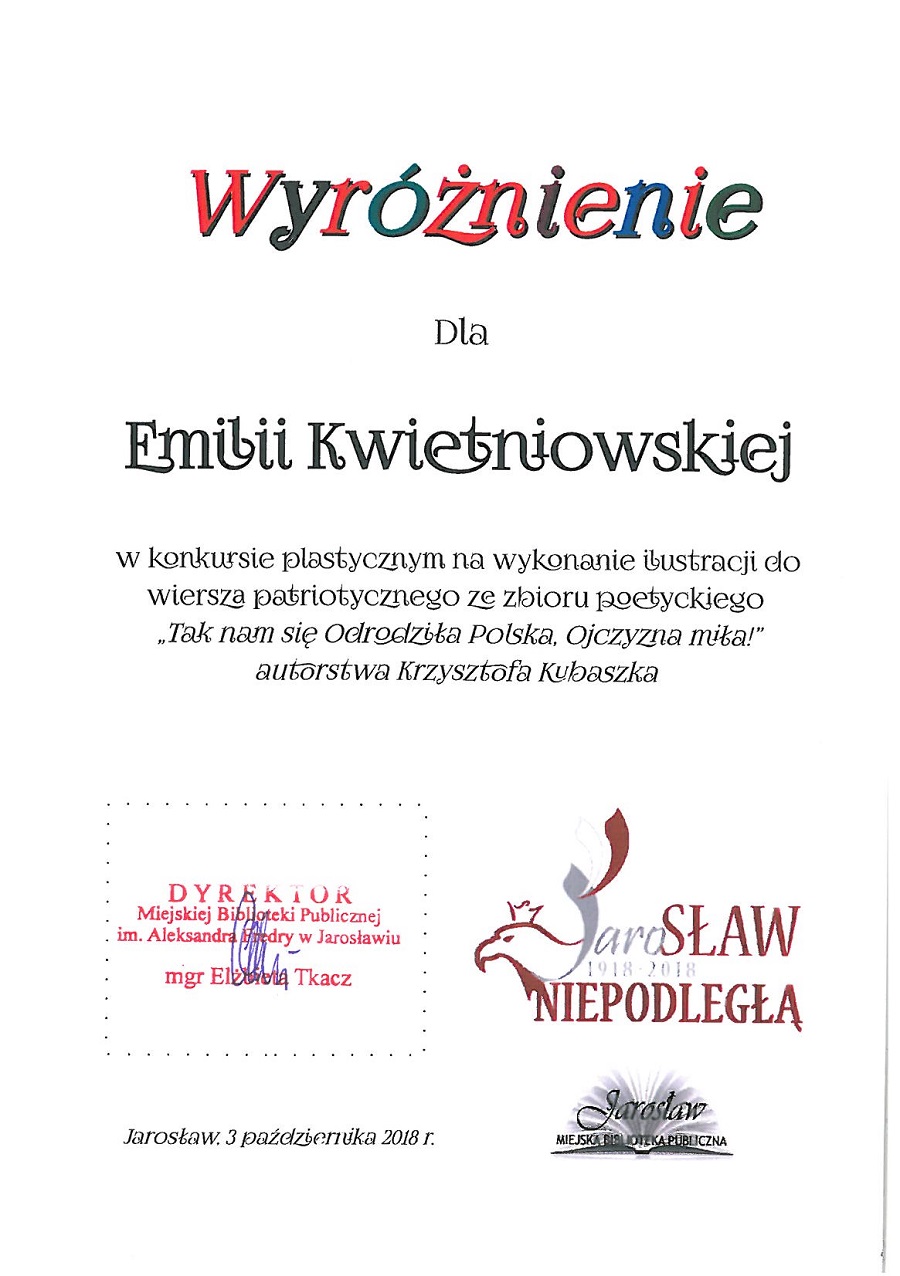 Wyróżnienie
Dla
Emilii Kwietniowskiej
w konkursie plastycznym na wykonanie ilustracji do
wiersza patriotycznego ze zbioru poetyckiego
„Tak nam się Odrodziła Polska, Ojczyzna miła!”
autorstwa Krzysztofa Kubaszka
DYREKTOR
Miejskiej Biblioteki Publicznej
im. Aleksandra Fredry w Jarosławiu
mgr Elżbieta Tkacz
JaroSŁAW
1918-2018
NIEPODLEGŁĄ
Jarosław
MIEJSKA BIBLIOTEKA PUBLICZNA
Jarosław, 3 października 2018 r.